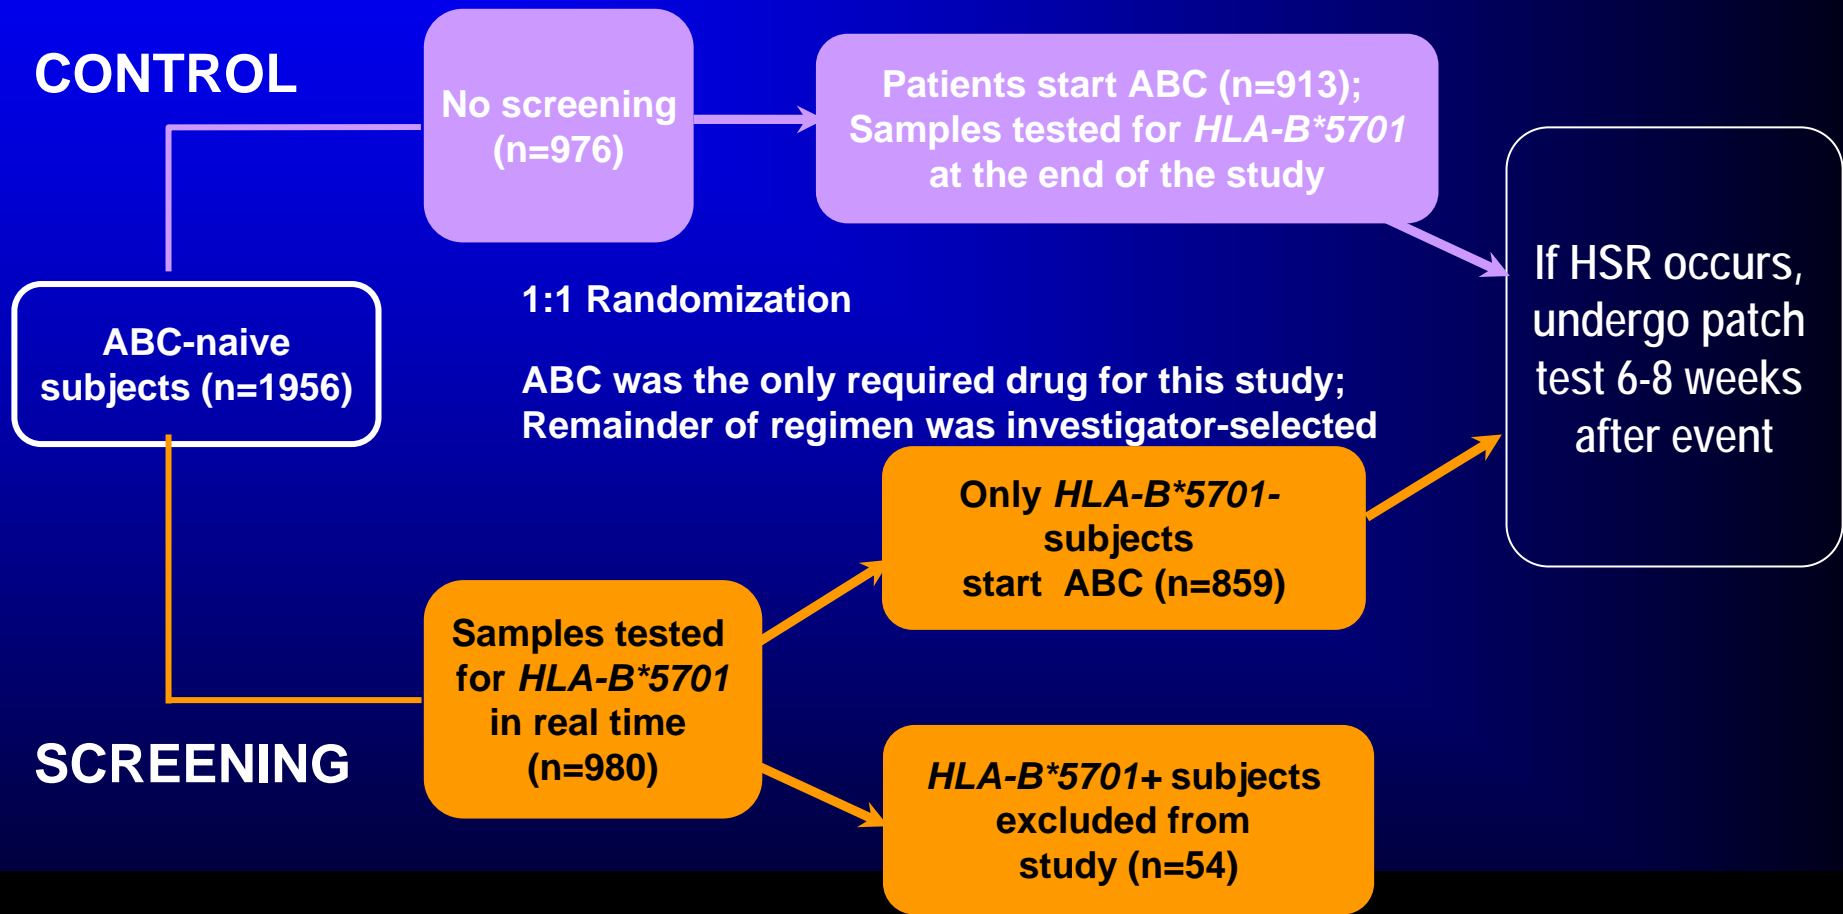 CONTROL
No screening
(n=976)
Patients start ABC (n=913);
Samples tested for HLA-B*5701
at the end of the study
If HSR occurs,
undergo patch
test 6-8 weeks
after event
1:1 Randomization
ABC-naive
subjects (n=1956)
ABC was the only required drug for this study;
Remainder of regimen was investigator-selected
Only HLA-B*5701-
subjects
start ABC (n=859)
Samples tested
for HLA-B*5701
in real time
(n=980)
SCREENING
HLA-B*5701+ subjects
excluded from
study (n=54)